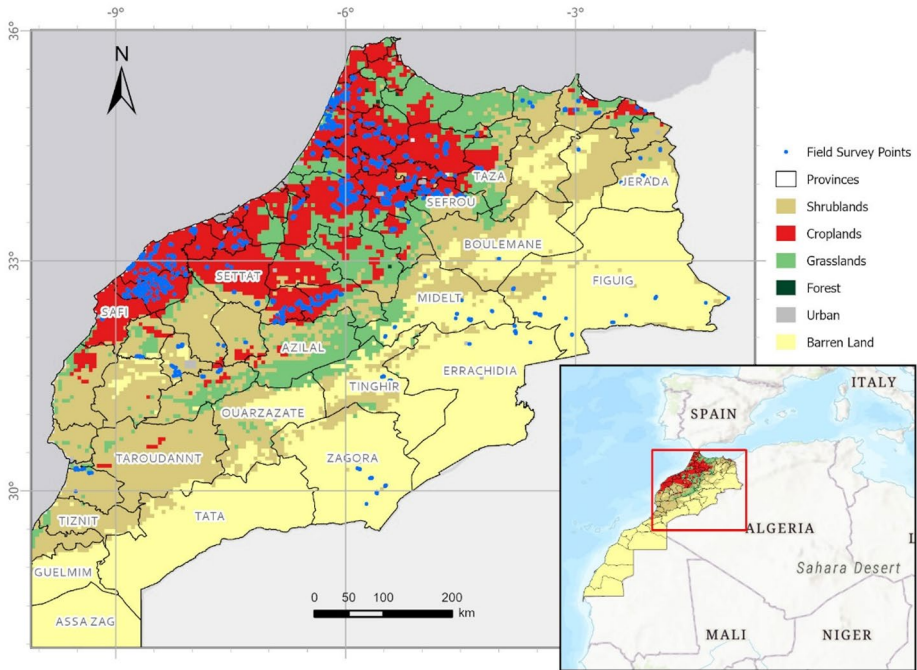 -9°
-6°
-3°
36°
N
TAZA
JERADA
SEFROU
BOULEMANE
33°
SETTAT
FIGUIG
MIDELT
SAFI
AZILAL
ERRACHIDIA
TINGHIR
OUARZAZATE
TAROUDANNT
ZAGORA
30°
TATA
TIZNIT
GUELMIM
ASSA ZAG
0 50 100 200
km
Field Survey Points
Provinces
Shrublands
Croplands
Grasslands
Forest
Urban
Barren Land
ITALY
SPAIN
ALGERIA
L
Sahara Desert
MALI
NIGER